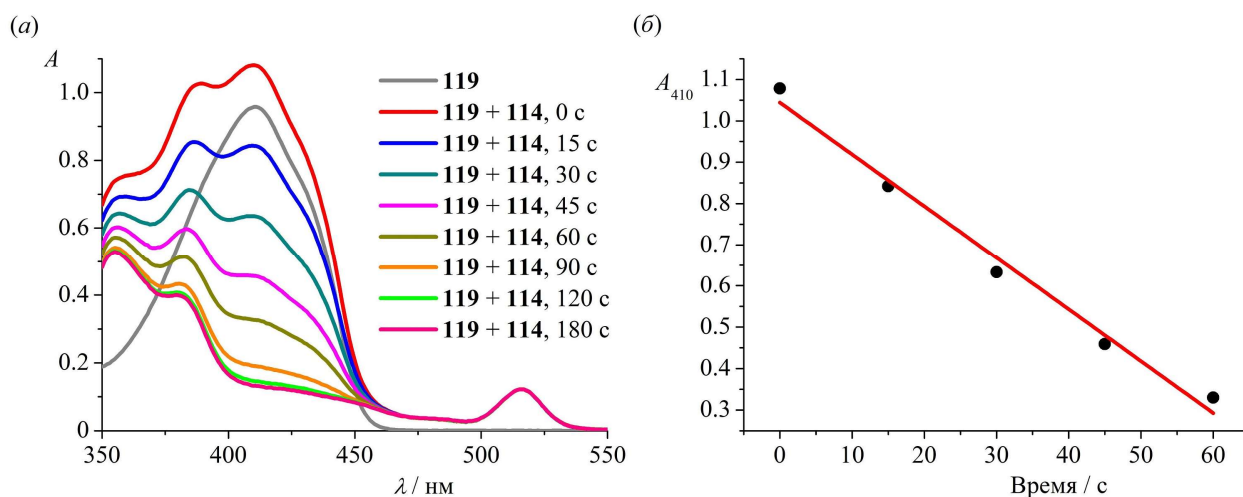 (а)
A
1.0
0.8
0.6
0.4
0.2
0
350
400
450
500
550
λ / нм
119
119 + 114, 0 с
119 + 114, 15 с
119 + 114, 30 с
119 + 114, 45 с
119 + 114, 60 с
119 + 114, 90 с
119 + 114, 120 с
119 + 114, 180 с
(б)
A410
1.1
1.0
0.9
0.8
0.7
0.6
0.5
0.4
0.3
0
10
20
30
40
50
60
Время / с